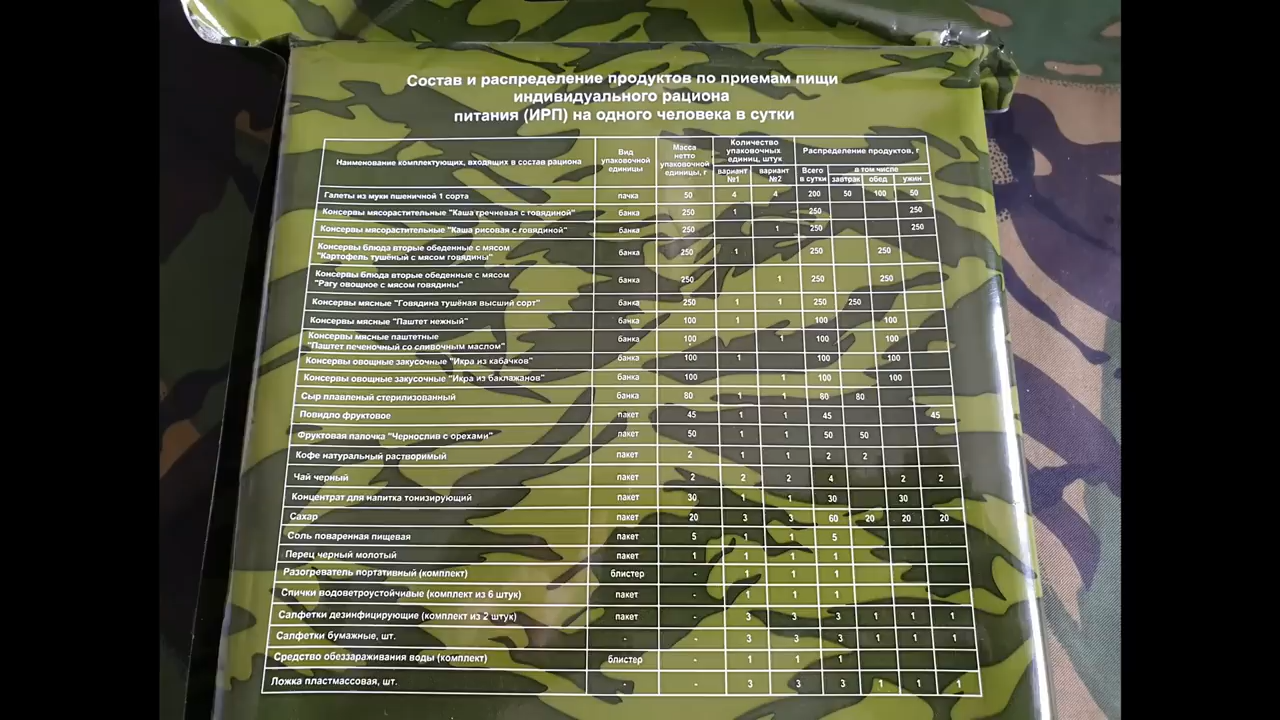 Состав и распределение продуктов по приемам пищи
индивидуального рациона
питания (ИРП) на одного человека в сутки
Наименование комплектующих, входящих в состав рациона Вид упаковочной единицы Масса нетто упаковочной единицы, г Количество упаковочных единиц, штук Распределение продуктов, г
вариант №1 вариант №2 Всего в сутки в том числе
завтрак обед ужин
Галеты из муки пшеничной 1 сорта пачка 50 4 4 200 50 100 50
Консервы мясорастительные "Каша гречневая с говядиной" банка 250 1 250 250
Консервы мясорастительные "Каша рисовая с говядиной" банка 250 1 250 250
Консервы блюда вторые обеденные с мясом
"Картофель тушёный с мясом говядины" банка 250 1 250 250
Консервы блюда вторые обеденные с мясом
"Рагу овощное с мясом говядины" банка 250 1 250 250
Консервы мясные "Говядина тушёная высший сорт" банка 250 1 1 250 250
Консервы мясные "Паштет нежный" банка 100 1 100 100
Консервы мясные паштетные
"Паштет печеночный со сливочным маслом" банка 100 1 100 100
Консервы овощные закусочные "Икра из кабачков" банка 100 1 100 100
Консервы овощные закусочные "Икра из баклажанов" банка 100 1 100 100
Сыр плавленый стерилизованный банка 80 1 1 80 80
Повидло фруктовое пакет 45 1 1 45 45
Фруктовая палочка "Чернослив с орехами" пакет 50 1 1 50 50
Кофе натуральный растворимый пакет 2 1 1 2 2
Чай черный пакет 2 2 2 4 2 2
Концентрат для напитка тонизирующий пакет 30 1 1 30 30
Сахар пакет 20 3 3 60 20 20 20
Соль поваренная пищевая пакет 5 1 1 5
Перец черный молотый пакет 1 1 1 1
Разогреватель портативный (комплект) блистер - 1 1 1
Спички водоветроустойчивые (комплект из 6 штук) пакет - 1 1 1
Салфетки дезинфицирующие (комплект из 2 штук) пакет - 3 3 3 1 1 1
Салфетки бумажные, шт. - - 3 3 3 1 1 1
Средство обеззараживания воды (комплект) блистер - 1 1 1
Ложка пластмассовая, шт. - - 3 3 3 1 1 1